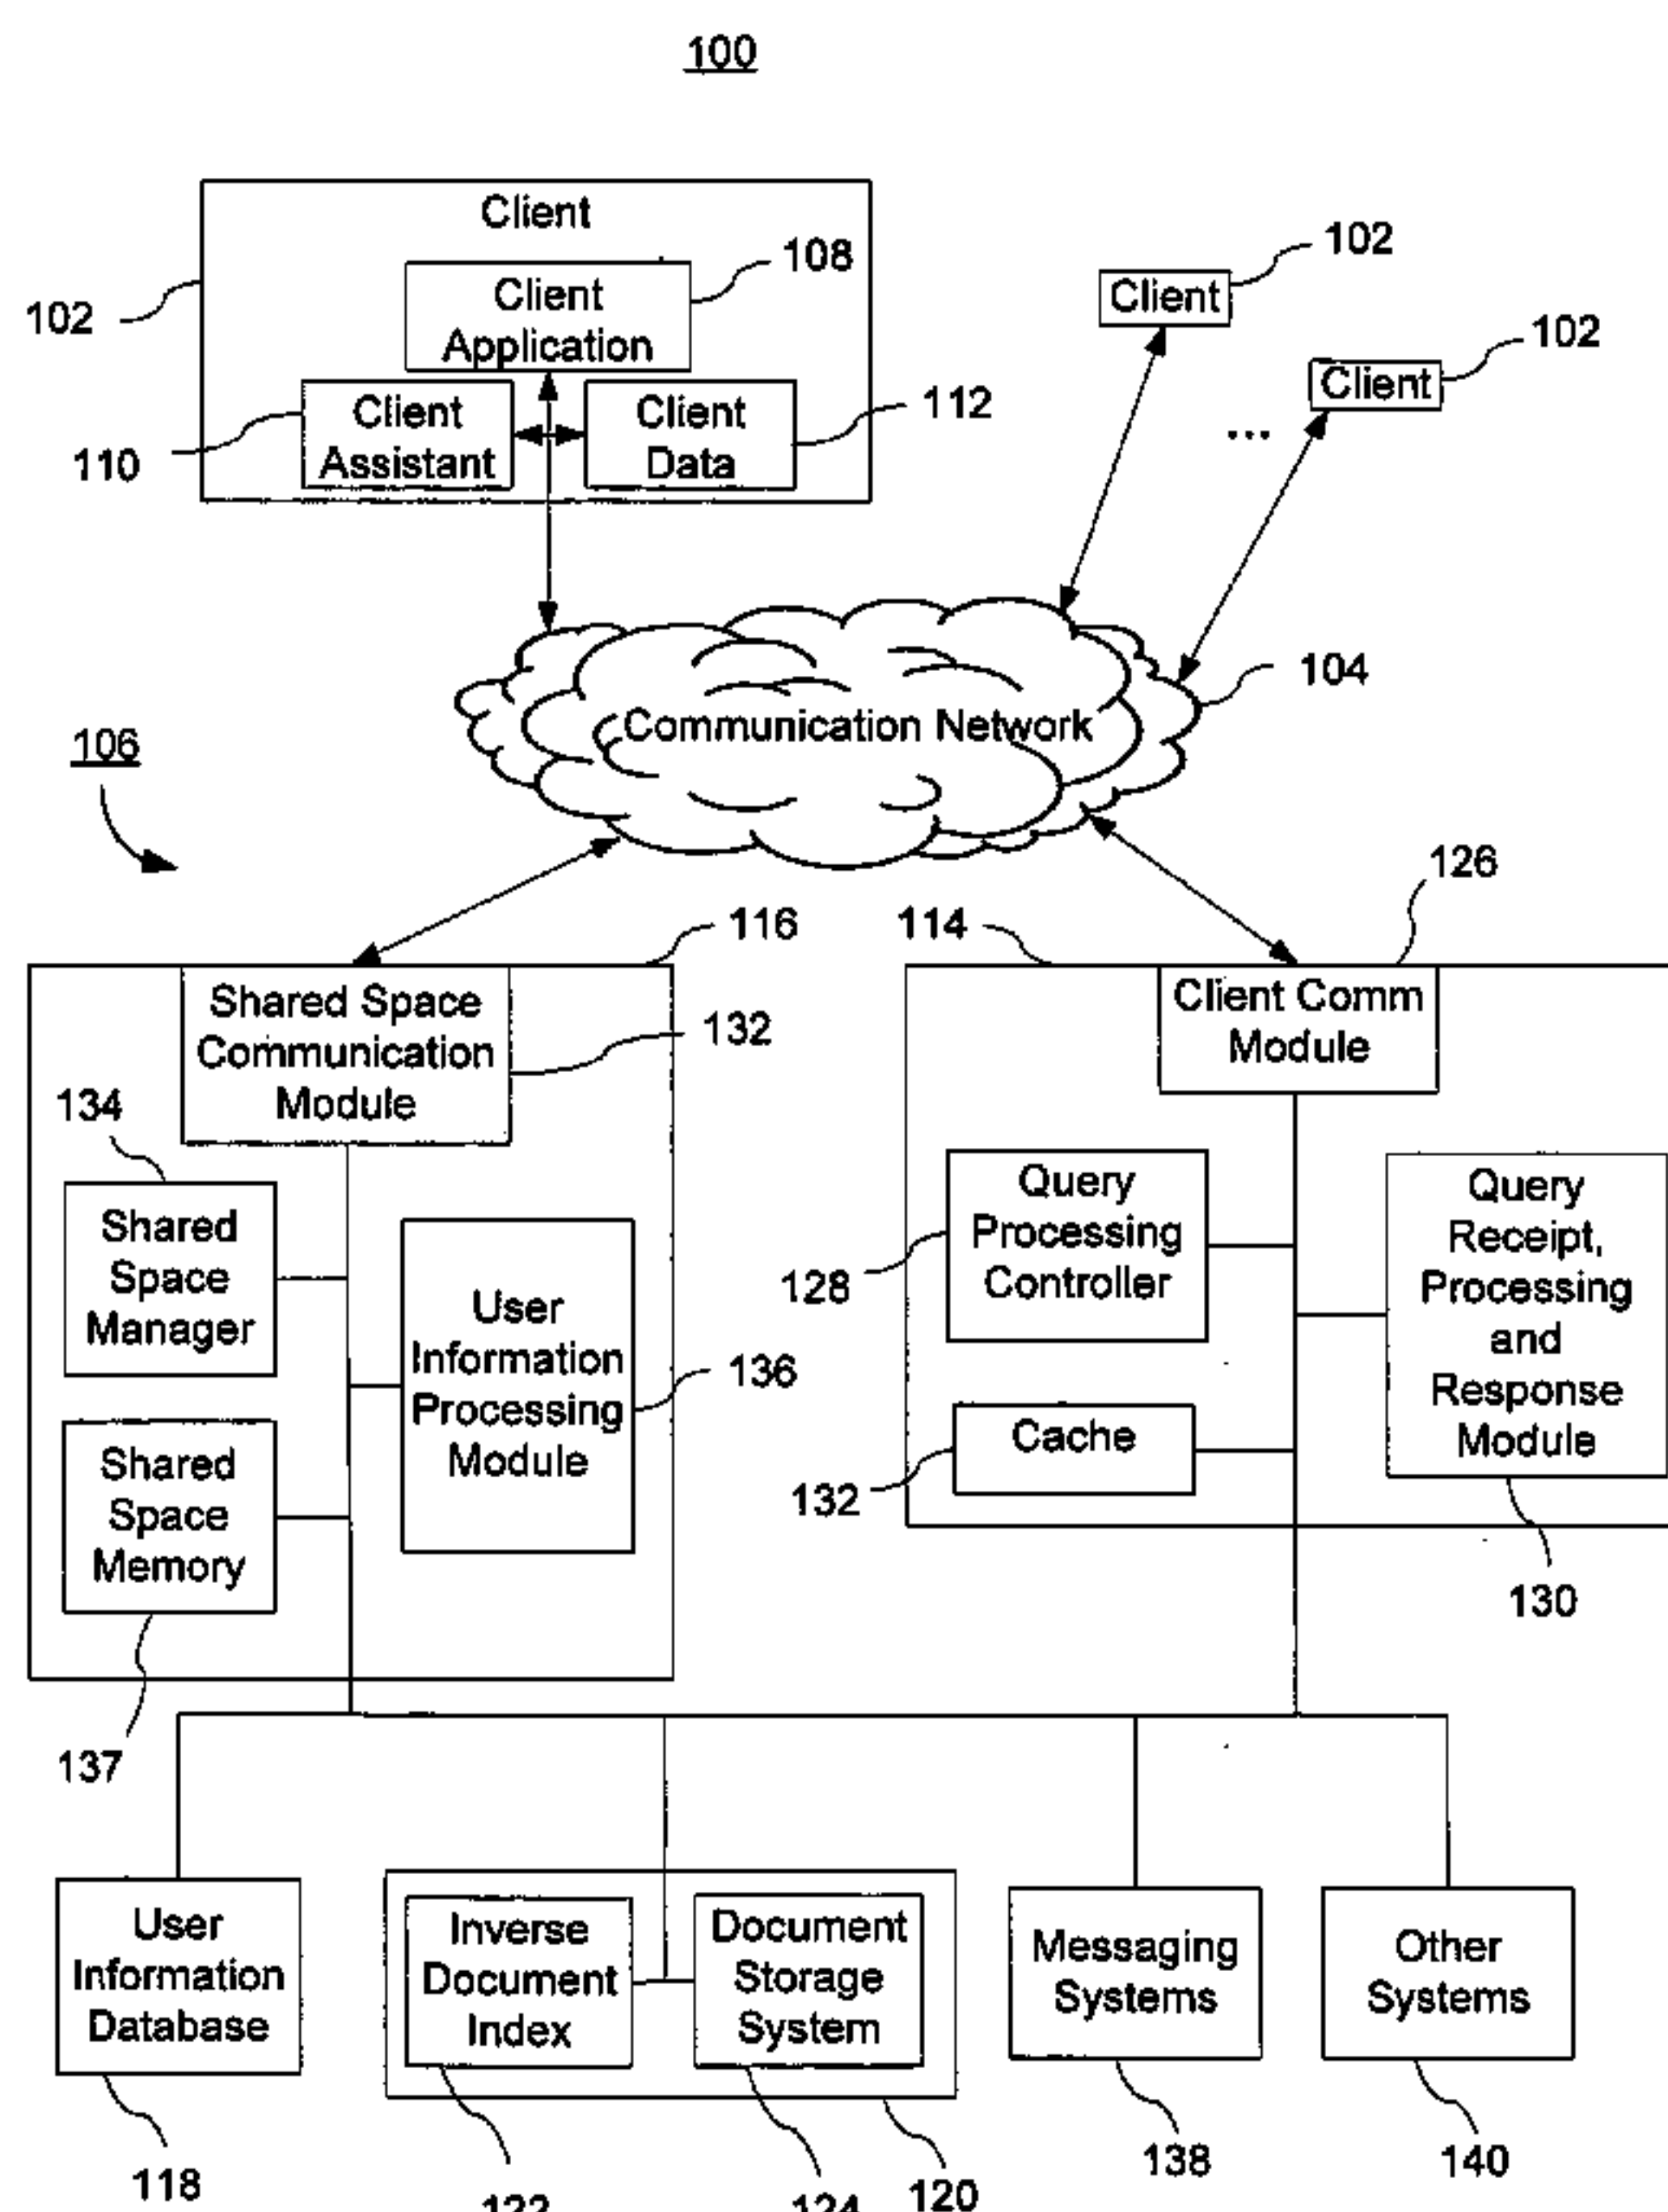 100
Client
108
102
Client
Application
102
Client
102
Client
...
110
Client
Assistant
Client
Data
112
104
Communication Network
106
126
116
114
Shared Space
Communication
Module
132
Client Comm
Module
134
Shared
Space
Manager
Query
Processing
Controller
128
Query
Receipt,
Processing
and
Response
Module
User
Information
Processing
Module
136
Shared
Space
Memory
Cache
132
130
137
User
Information
Database
Inverse
Document
Index
Document
Storage
System
Messaging
Systems
Other
Systems
118
122
124
120
138
140